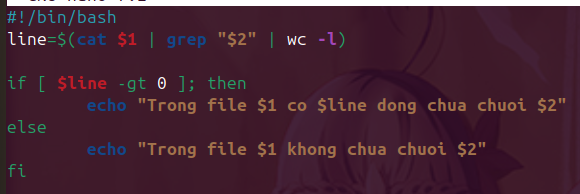 #!/bin/bash
line=$(cat $1 | grep "$2" | wc -l)
if [ $line -gt 0 ]; then
        echo "Trong file $1 co $line dong chua chuoi $2"
else
        echo "Trong file $1 khong chua chuoi $2"
fi